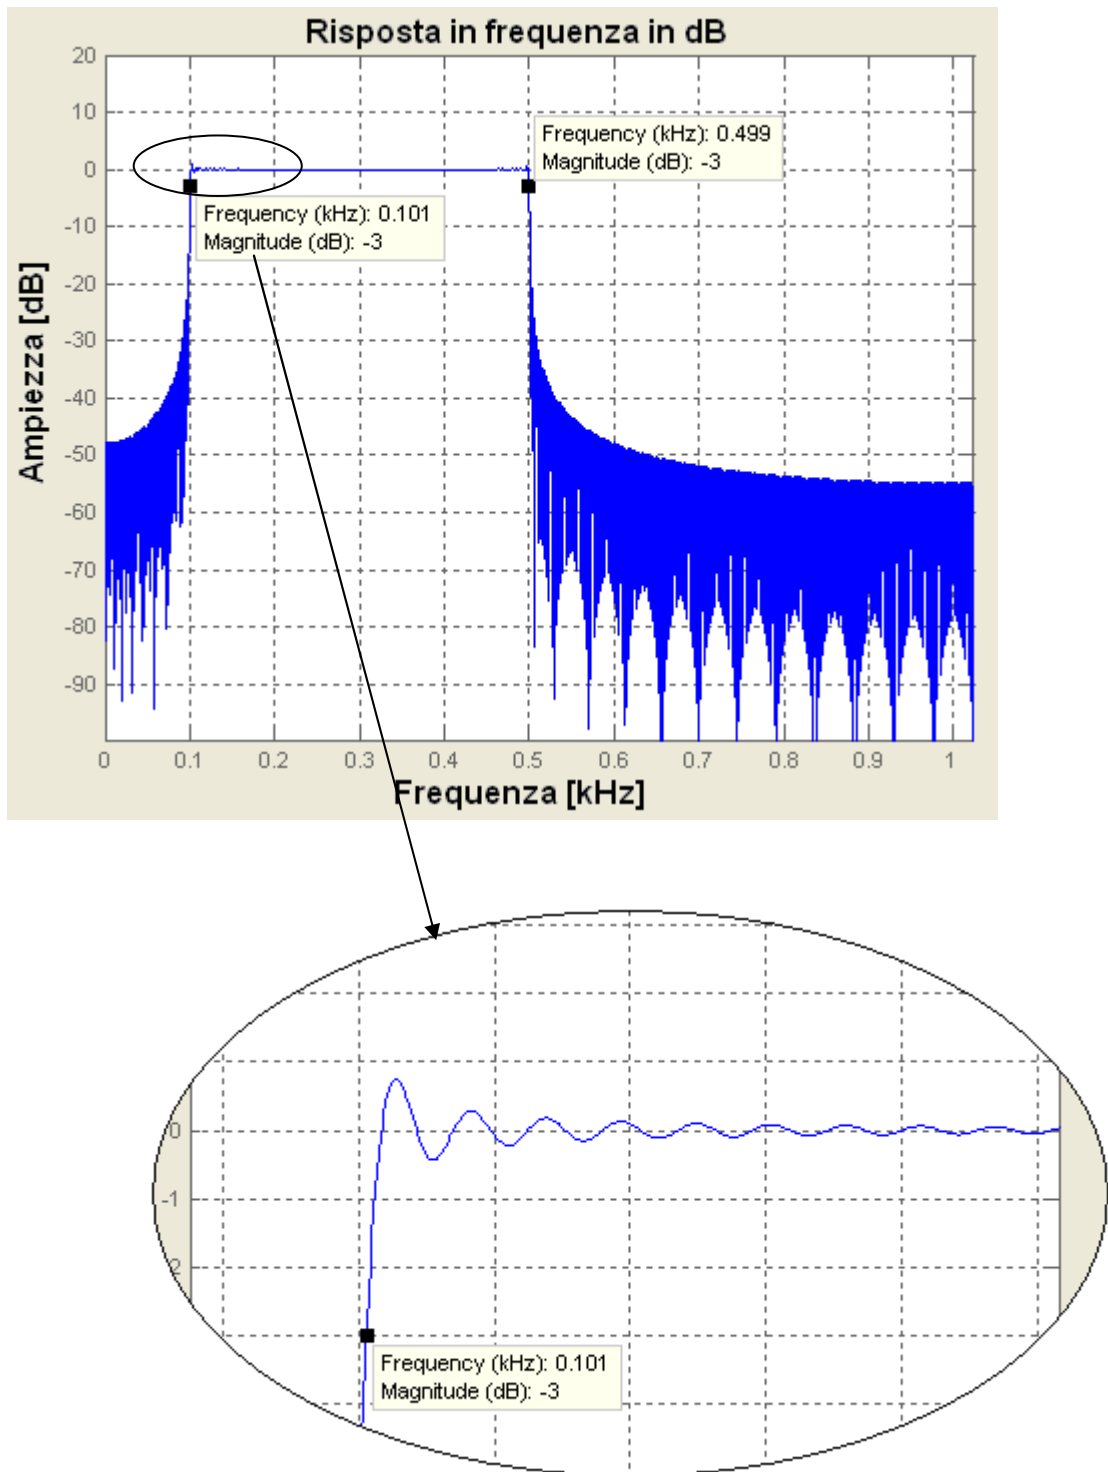 Risposta in frequenza in dB
20
10
0
-10
-20
-30
-40
-50
-60
-70
-80
-90
Ampiezza [dB]
Frequency (kHz): 0.499
Magnitude (dB): -3
Frequency (kHz): 0.101
Magnitude (dB): -3
0 0.1 0.2 0.3 0.4 0.5 0.6 0.7 0.8 0.9 1
Frequenza [kHz]
0
-1
2
Frequency (kHz): 0.101
Magnitude (dB): -3